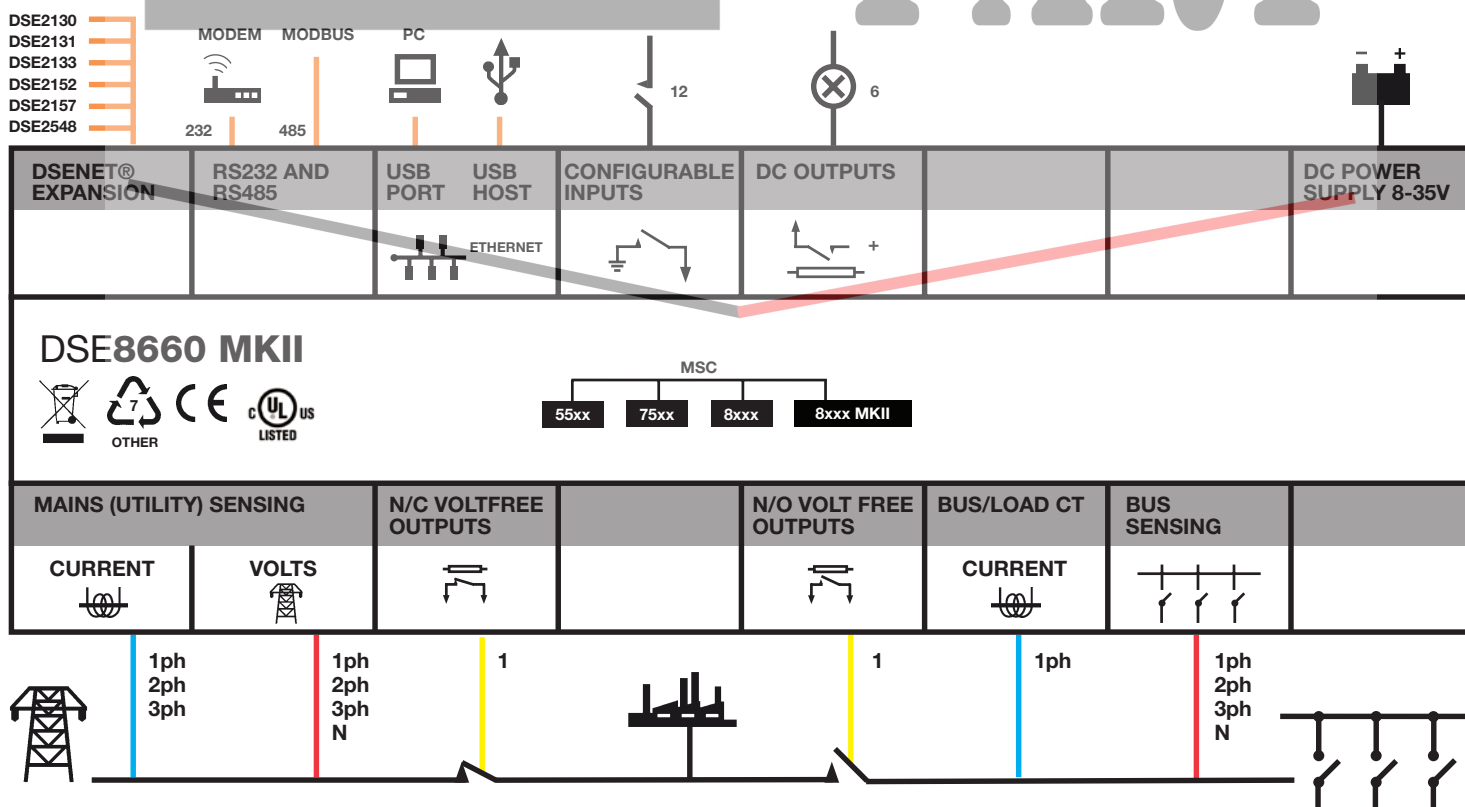 DSE2130
DSE2131
DSE2133
DSE2152
DSE2157
DSE2548
MODEM MODBUS PC
12
6
- +
232 485
DSENET® EXPANSION
RS232 AND RS485
USB PORT
USB HOST
CONFIGURABLE INPUTS
DC OUTPUTS
DC POWER SUPPLY 8-35V
ETHERNET
+
DSE8660 MKII
7
OTHER
CE
C UL US
LISTED
MSC
55xx 75xx 8xxx 8xxx MKII
MAINS (UTILITY) SENSING
N/C VOLTFREE OUTPUTS
N/O VOLT FREE OUTPUTS
BUS/LOAD CT
BUS SENSING
CURRENT VOLTS CURRENT
1ph
2ph
3ph
1ph
2ph
3ph
N
1
1
1ph
1ph
2ph
3ph
N